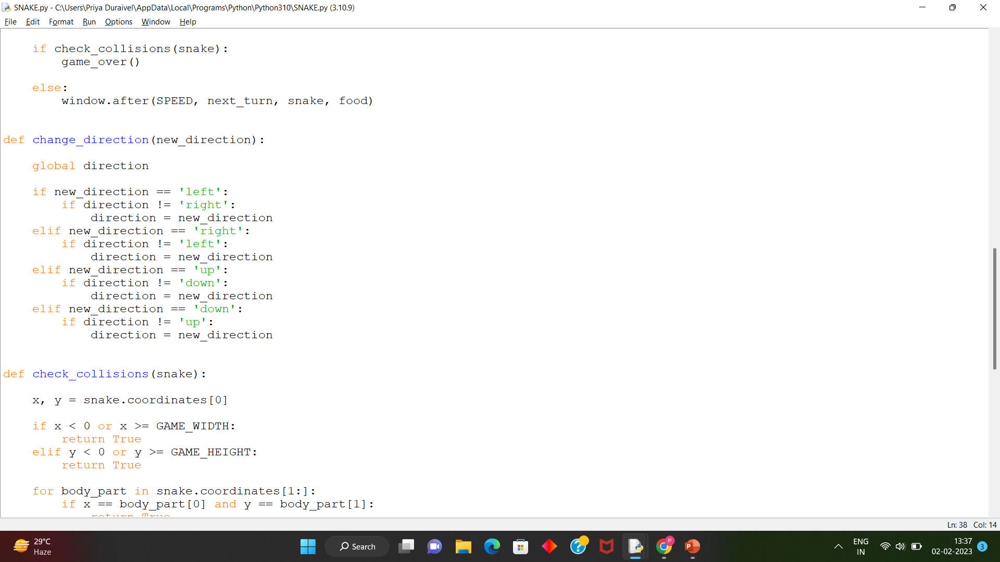 SNAKE.py - C:\Users\Priya Duraivel\AppData\Local\Programs\Python\Python310\SNAKE.py (3.10.9)
File Edit Format Run Options Window Help
if check_collisions(snake):
game_over()
else:
window.after(SPEED, next_turn, snake, food)
def change_direction(new_direction):
global direction
if new_direction == 'left':
if direction != 'right':
direction = new_direction
elif new_direction == 'right':
if direction != 'left':
direction = new_direction
elif new_direction == 'up':
if direction != 'down':
direction = new_direction
elif new_direction == 'down':
if direction != 'up':
direction = new_direction
def check_collisions(snake):
x, y = snake.coordinates[0]
if x < 0 or x >= GAME_WIDTH:
return True
elif y < 0 or y >= GAME_HEIGHT:
return True
for body_part in snake.coordinates[1:]:
if x == body_part[0] and y == body_part[1]:
return True
Ln: 38 Col: 14
29°C
Haze
Search
P
P
ENG
IN
13:37
02-02-2023
3